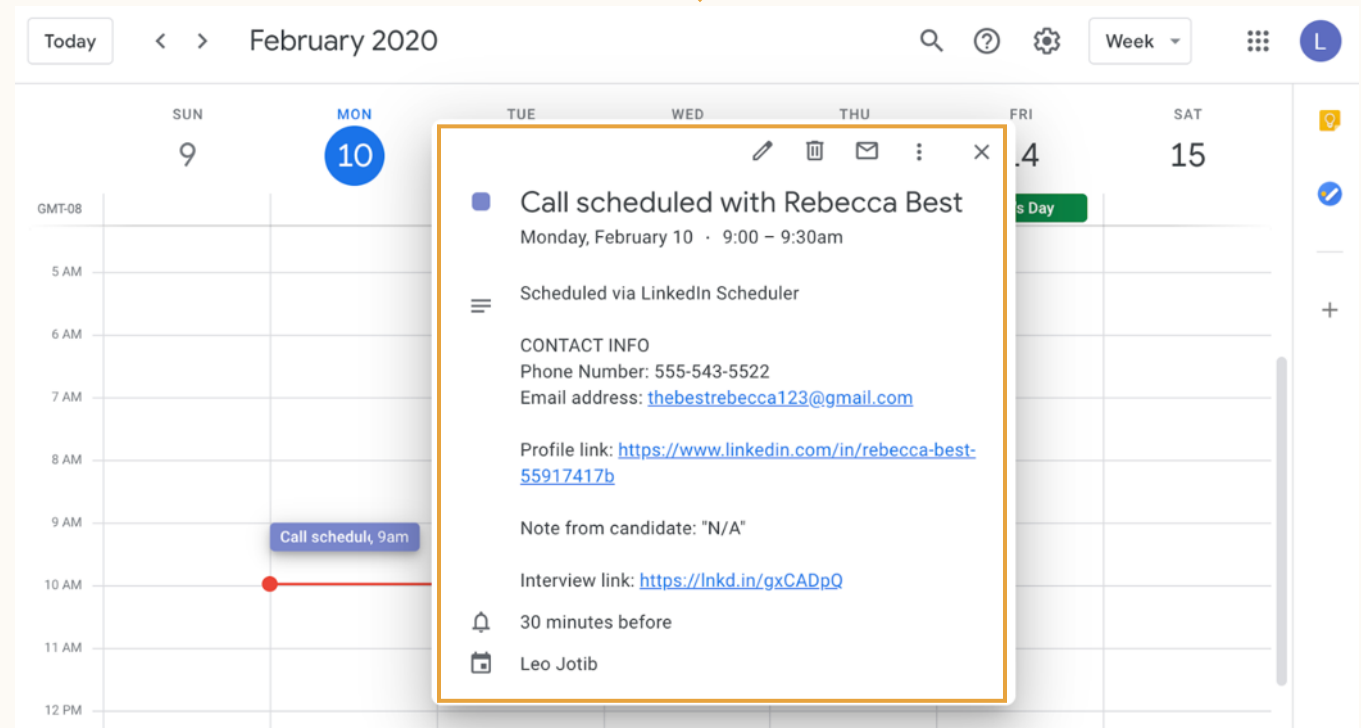 Today
February 2020
Week
L
SUN
MON
TUE
WED
THU
FRI
SAT
9
10
.4
15
GMT-08
s Day
5 AM
6 AM
7 AM
8 AM
9 AM
10 AM
11 AM
12 PM
Call schedul, 9am
Call scheduled with Rebecca Best
Monday, February 10 · 9:00 – 9:30am
Scheduled via LinkedIn Scheduler
CONTACT INFO
Phone Number: 555-543-5522
Email address: thebestrebecca123@gmail.com
Profile link: https://www.linkedin.com/in/rebecca-best-
55917417b
Note from candidate: "N/A"
Interview link: https://lnkd.in/gxCADpQ
30 minutes before
Leo Jotib